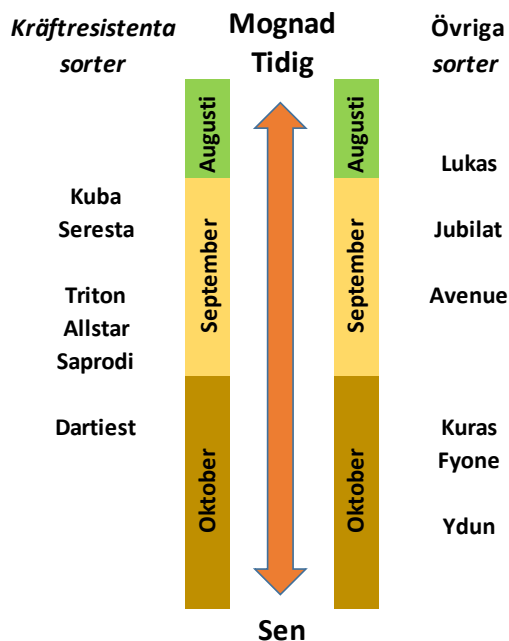 Kräftresistenta
sorter
Kuba
Seresta
Triton
Allstar
Saprodi
Dartiest
Mognad
Tidig
Augusti
September
Oktober
Augusti
September
Oktober
Sen
Övriga
sorter
Lukas
Jubilat
Avenue
Kuras
Fyone
Ydun